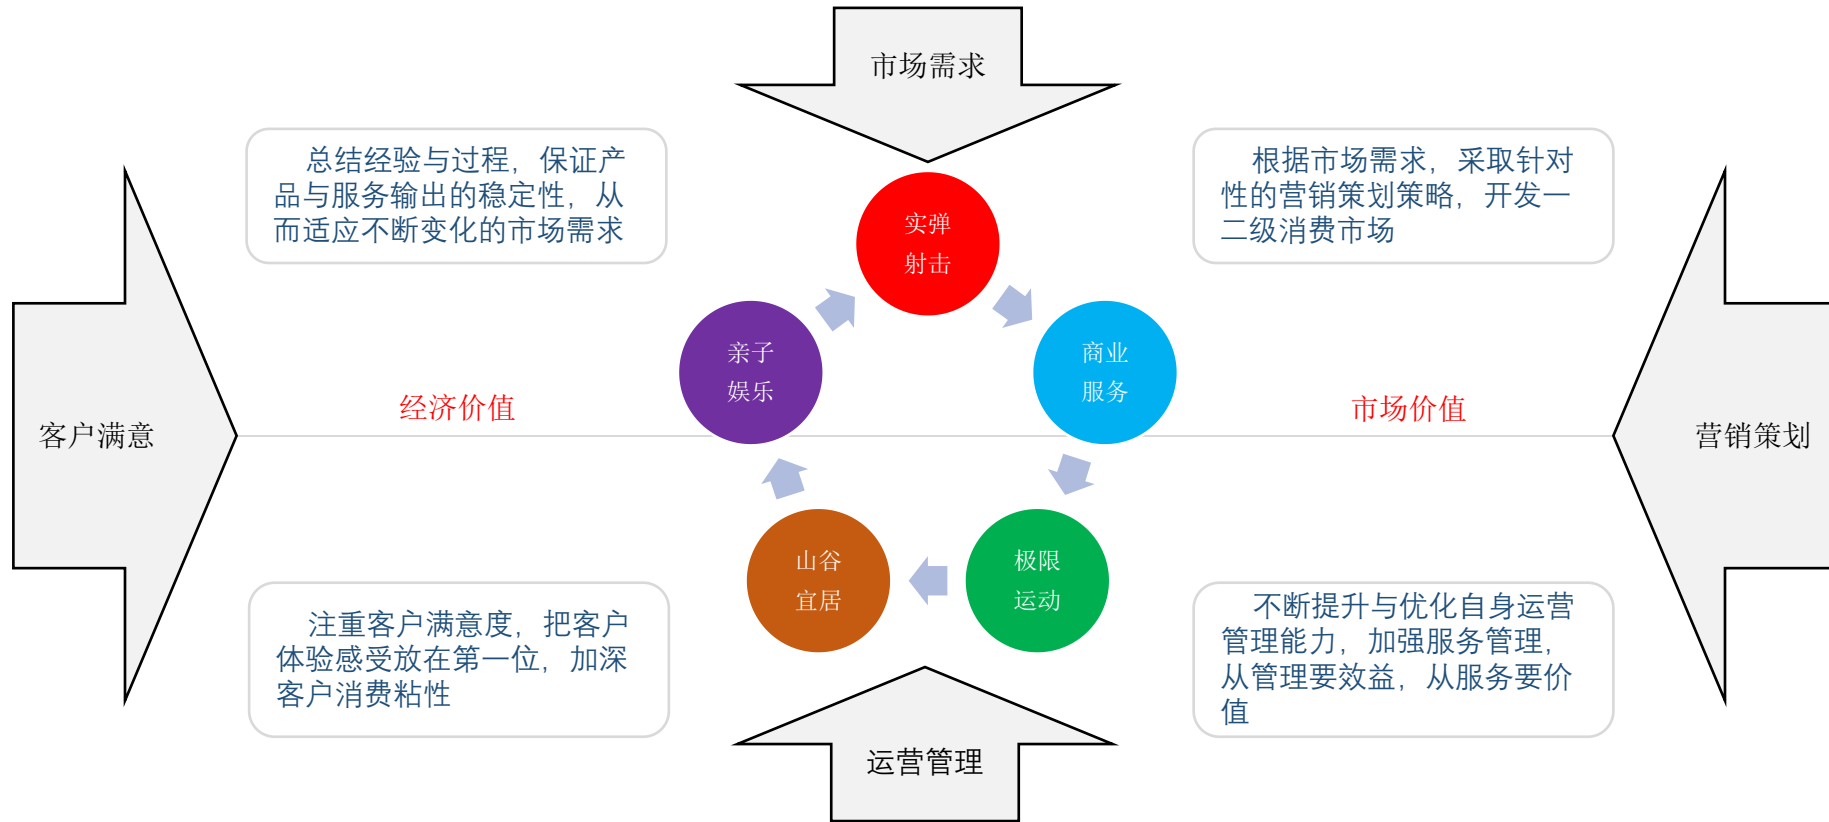 市场需求
总结经验与过程，保证产
品与服务输出的稳定性，从
而适应不断变化的市场需求
根据市场需求，采取针对
性的营销策划策略，开发一
二级消费市场
实弹
射击
亲子
娱乐
商业
服务
经济价值
市场价值
客户满意
营销策划
山谷
宜居
极限
运动
注重客户满意度，把客户
体验感受放在第一位，加深
客户消费粘性
不断提升与优化自身运营
管理能力，加强服务管理，
从管理要效益，从服务要价
值
运营管理